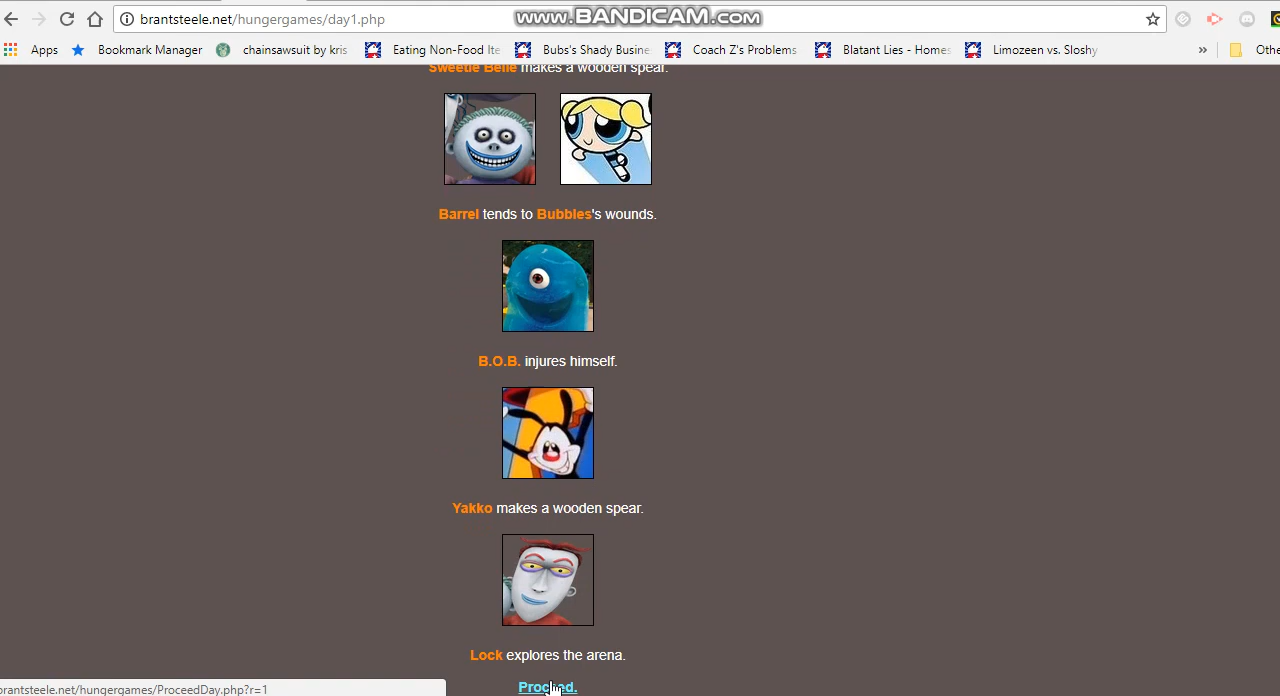 brantsteele.net/hungergames/day1.php
www.BANDICAM.com
Apps Bookmark Manager chainsawsuit by kris Eating Non-Food Ite Bubs's Shady Busine Coach Z's Problems Blatant Lies - Homes Limozeen vs. Sloshy » Othe
Sweetie Belle makes a wooden spear.
Barrel tends to Bubbles's wounds.
B.O.B. injures himself.
Yakko makes a wooden spear.
Lock explores the arena.
Proceed.
brantsteele.net/hungergames/ProceedDay.php?r=1